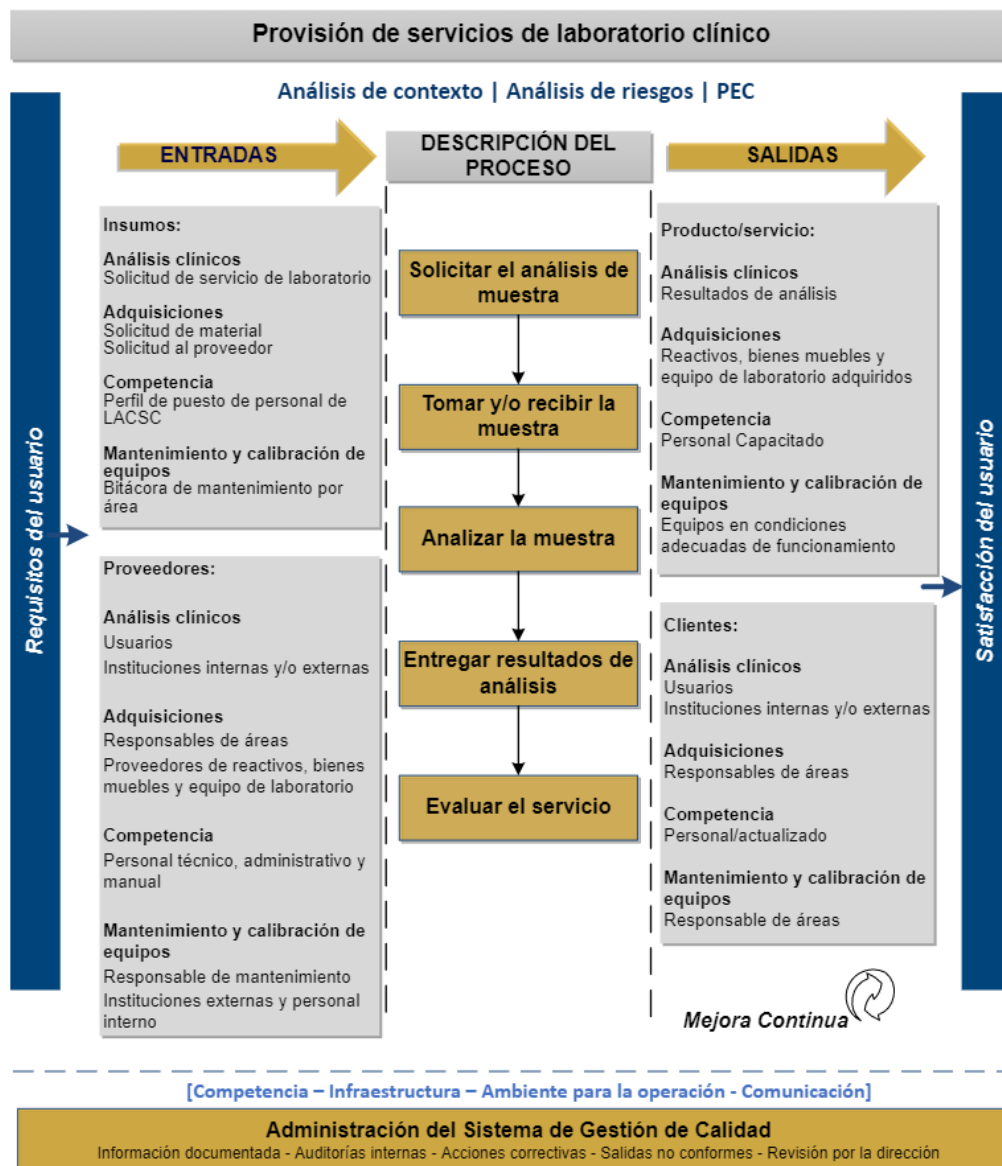 Provisión de servicios de laboratorio clínico
Análisis de contexto | Análisis de riesgos | PEC
Requisitos del usuario
ENTRADAS
Insumos:
Análisis clínicos
Solicitud de servicio de laboratorio
Adquisiciones
Solicitud de material
Solicitud al proveedor
Competencia
Perfil de puesto de personal de
LACSC
Mantenimiento y calibración de
equipos
Bitácora de mantenimiento por
área
Proveedores:
Análisis clínicos
Usuarios
Instituciones internas y/o externas
Adquisiciones
Responsables de áreas
Proveedores de reactivos, bienes
muebles y equipo de laboratorio
Competencia
Personal técnico, administrativo y
manual
Mantenimiento y calibración de
equipos
Responsable de mantenimiento
Instituciones externas y personal
interno
DESCRIPCIÓN DEL
PROCESO
Solicitar el análisis de
muestra
Tomar y/o recibir la
muestra
Analizar la muestra
Entregar resultados de
análisis
Evaluar el servicio
SALIDAS
Producto/servicio:
Análisis clínicos
Resultados de análisis
Adquisiciones
Reactivos, bienes muebles y
equipo de laboratorio adquiridos
Competencia
Personal Capacitado
Mantenimiento y calibración de
equipos
Equipos en condiciones
adecuadas de funcionamiento
Clientes:
Análisis clínicos
Usuarios
Instituciones internas y/o externas
Adquisiciones
Responsables de áreas
Competencia
Personal/actualizado
Mantenimiento y calibración de
equipos
Responsable de áreas
Mejora Continua
Satisfacción del usuario
[Competencia – Infraestructura – Ambiente para la operación - Comunicación]
Administración del Sistema de Gestión de Calidad
Información documentada - Auditorías internas - Acciones correctivas - Salidas no conformes - Revisión por la dirección